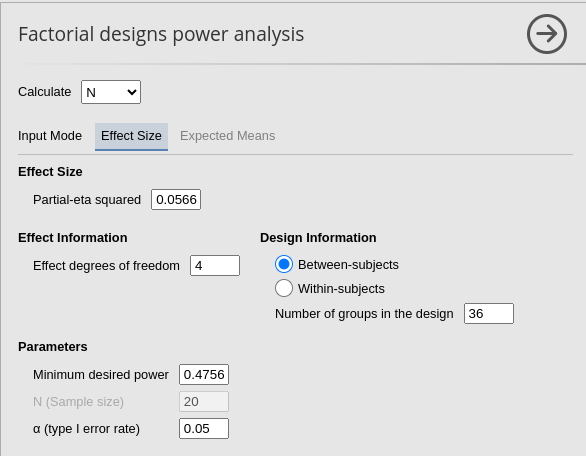 Factorial designs power analysis
Calculate N
Input Mode Effect Size Expected Means
Effect Size
Partial-eta squared 0.0566
Effect Information Design Information
Effect degrees of freedom 4 Between-subjects
Within-subjects
Number of groups in the design 36
Parameters
Minimum desired power 0.4756
N (Sample size) 20
α (type I error rate) 0.05